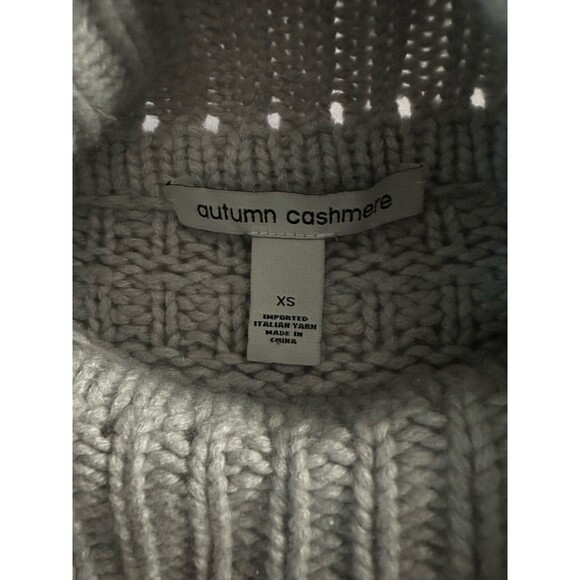 autumn cashmere
XS
IMPORTED
ITALIAN YARN
MADE IN
CHINA